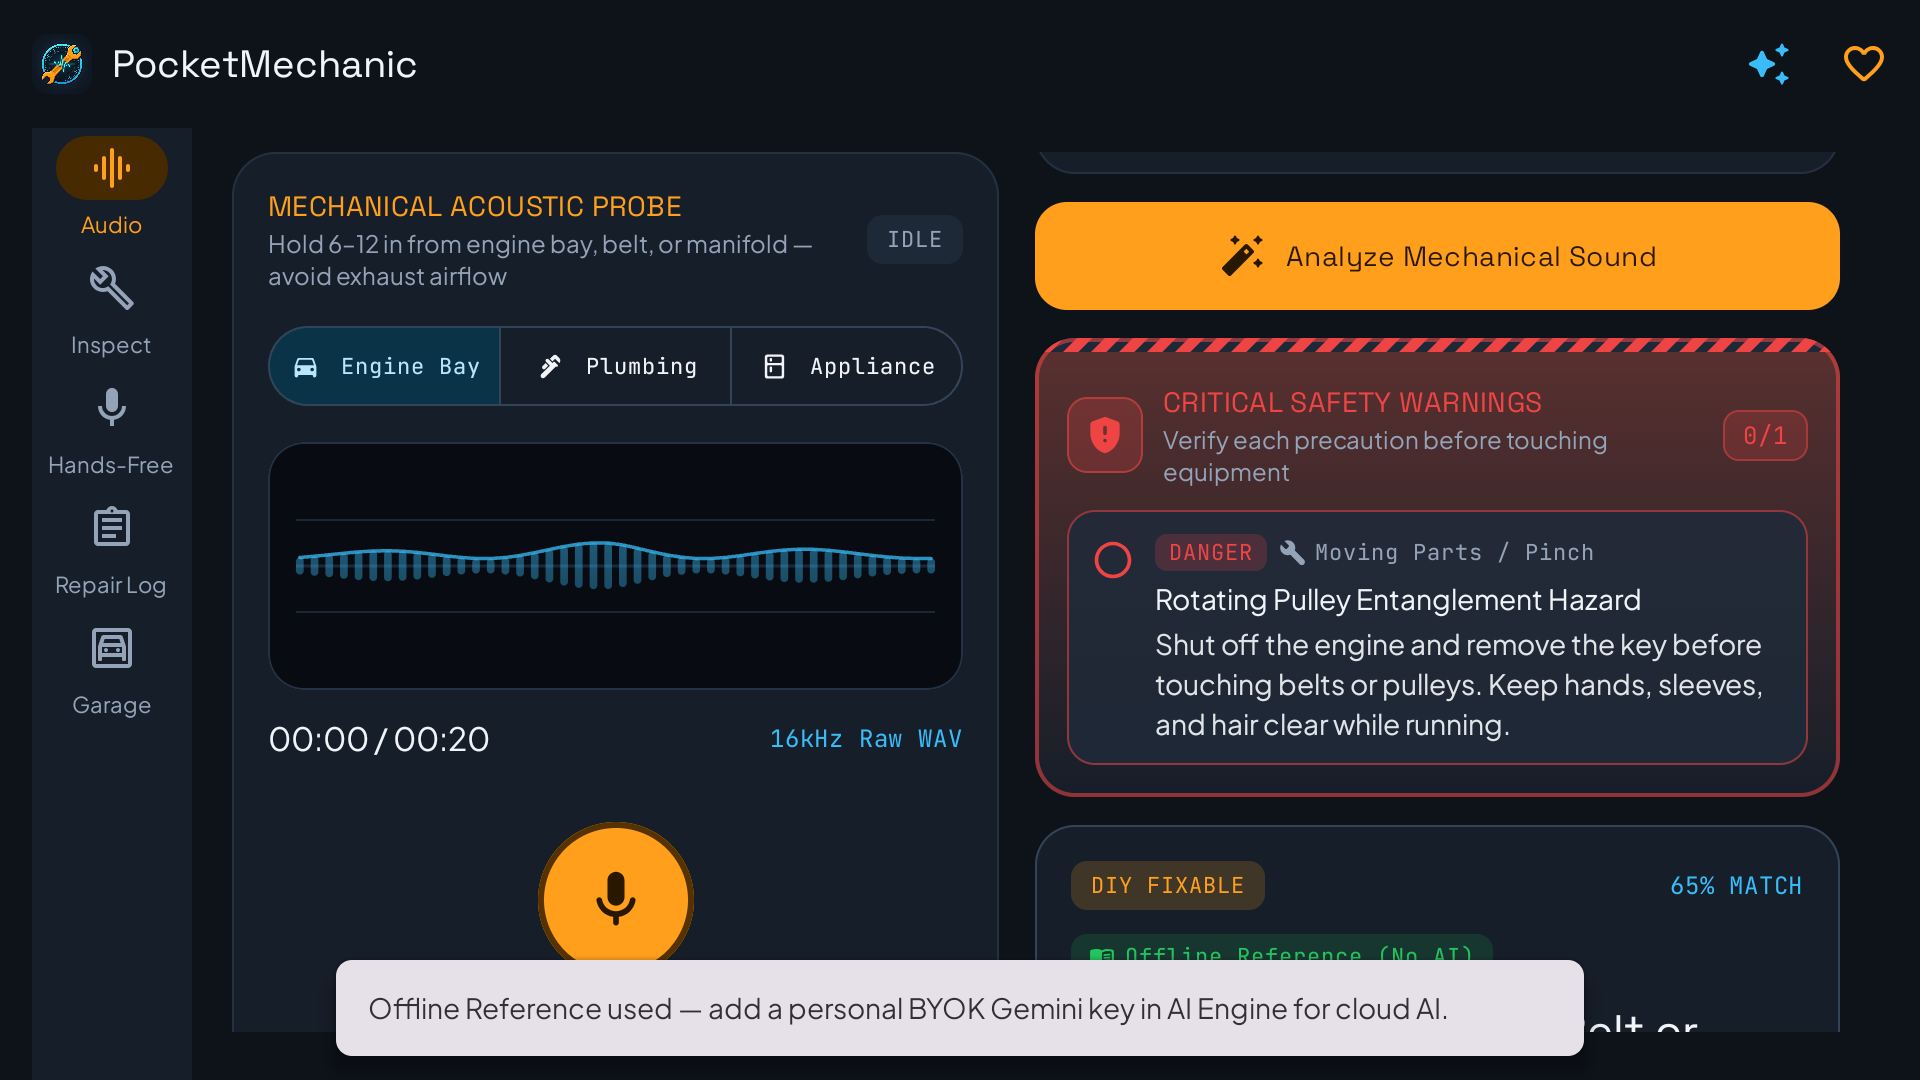 PocketMechanic
Audio
Inspect
Hands-Free
Repair Log
Garage
MECHANICAL ACOUSTIC PROBE
Hold 6–12 in from engine bay, belt, or manifold —
avoid exhaust airflow
IDLE
Engine Bay
Plumbing
Appliance
00:00 / 00:20
16kHz Raw WAV
Analyze Mechanical Sound
CRITICAL SAFETY WARNINGS
Verify each precaution before touching
equipment
0/1
DANGER
Moving Parts / Pinch
Rotating Pulley Entanglement Hazard
Shut off the engine and remove the key before
touching belts or pulleys. Keep hands, sleeves,
and hair clear while running.
DIY FIXABLE
65% MATCH
Offline Reference (No AI)
or
Offline Reference used — add a personal BYOK Gemini key in AI Engine for cloud AI.